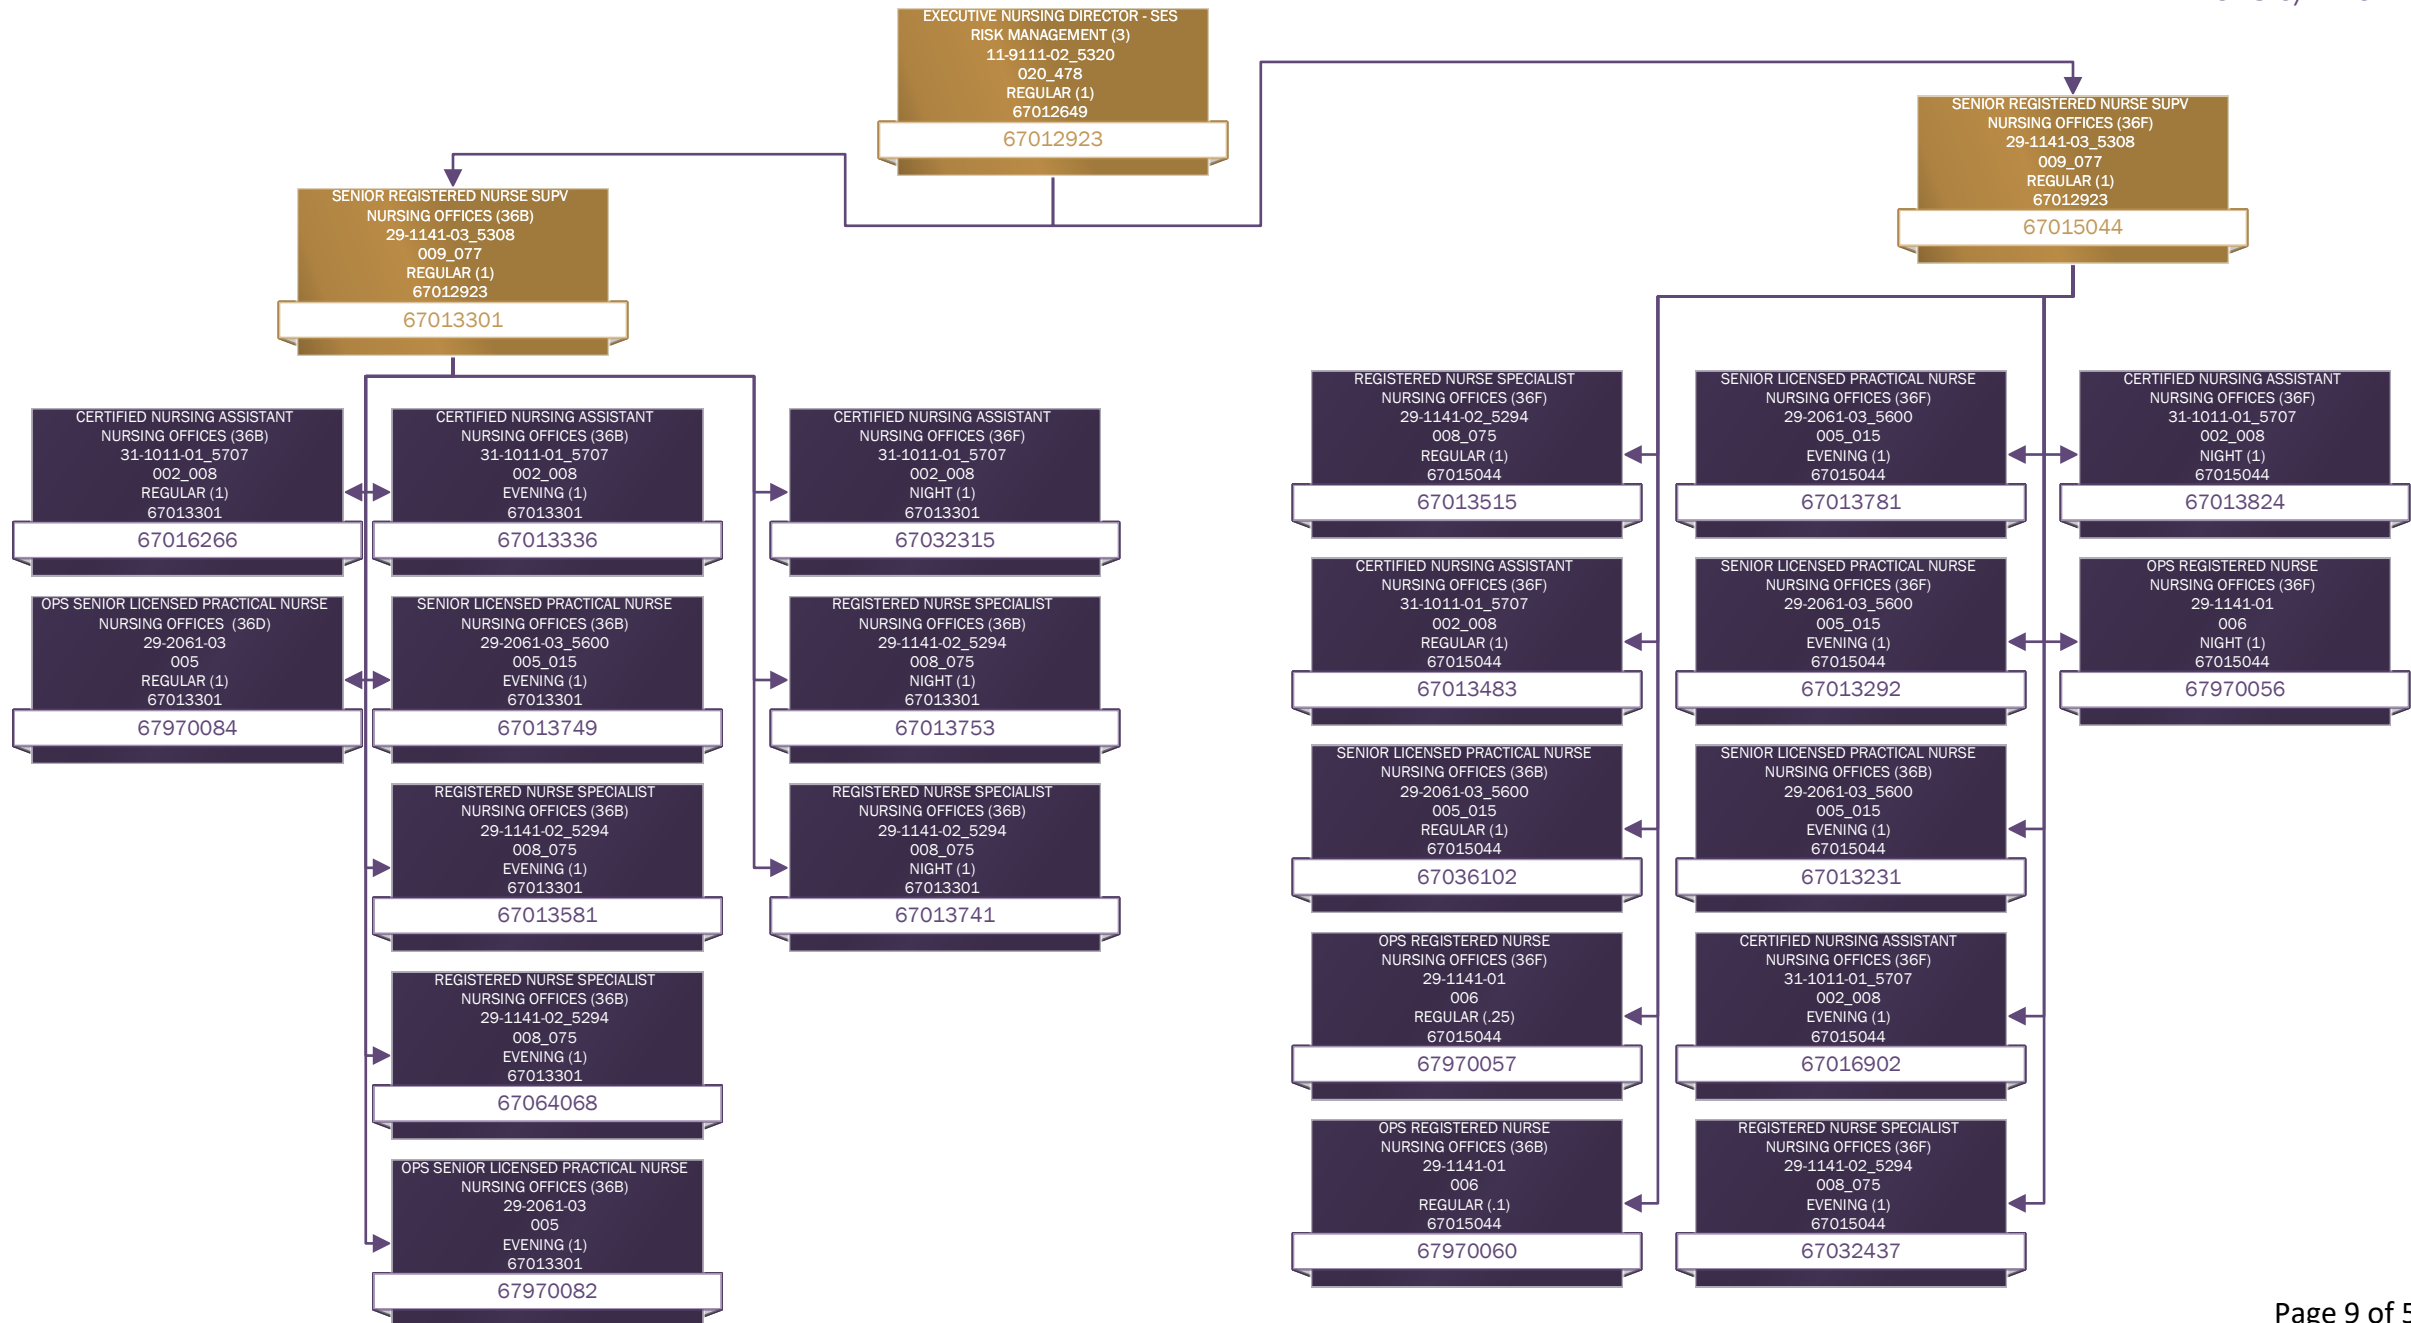 EXECUTIVE NURSING DIRECTOR - SES
RISK MANAGEMENT (3)
11-9111-02_5320
020_478
REGULAR (1)
67012649
67012923
SENIOR REGISTERED NURSE SUPV
NURSING OFFICES (36B)
29-1141-03_5308
009_077
REGULAR (1)
67012923
67013301
SENIOR REGISTERED NURSE SUPV
NURSING OFFICES (36F)
29-1141-03_5308
009_077
REGULAR (1)
67012923
67015044
CERTIFIED NURSING ASSISTANT
NURSING OFFICES (36B)
31-1011-01_5707
002_008
REGULAR (1)
67013301
67016266
OPS SENIOR LICENSED PRACTICAL NURSE
NURSING OFFICES (36D)
29-2061-03
005
REGULAR (1)
67013301
67970084
CERTIFIED NURSING ASSISTANT
NURSING OFFICES (36B)
31-1011-01_5707
002_008
EVENING (1)
67013301
67013336
SENIOR LICENSED PRACTICAL NURSE
NURSING OFFICES (36B)
29-2061-03_5600
005_015
EVENING (1)
67013301
67013749
REGISTERED NURSE SPECIALIST
NURSING OFFICES (36B)
29-1141-02_5294
008_075
EVENING (1)
67013301
67013581
REGISTERED NURSE SPECIALIST
NURSING OFFICES (36B)
29-1141-02_5294
008_075
EVENING (1)
67013301
67064068
OPS SENIOR LICENSED PRACTICAL NURSE
NURSING OFFICES (36B)
29-2061-03
005
EVENING (1)
67013301
67970082
CERTIFIED NURSING ASSISTANT
NURSING OFFICES (36F)
31-1011-01_5707
002_008
NIGHT (1)
67013301
67032315
REGISTERED NURSE SPECIALIST
NURSING OFFICES (36B)
29-1141-02_5294
008_075
NIGHT (1)
67013301
67013753
REGISTERED NURSE SPECIALIST
NURSING OFFICES (36B)
29-1141-02_5294
008_075
NIGHT (1)
67013301
67013741
REGISTERED NURSE SPECIALIST
NURSING OFFICES (36F)
29-1141-02_5294
008_075
REGULAR (1)
67015044
67013515
CERTIFIED NURSING ASSISTANT
NURSING OFFICES (36F)
31-1011-01_5707
002_008
REGULAR (1)
67015044
67013483
SENIOR LICENSED PRACTICAL NURSE
NURSING OFFICES (36B)
29-2061-03_5600
005_015
REGULAR (1)
67015044
67036102
OPS REGISTERED NURSE
NURSING OFFICES (36F)
29-1141-01
006
REGULAR (.25)
67015044
67970057
OPS REGISTERED NURSE
NURSING OFFICES (36B)
29-1141-01
006
REGULAR (.1)
67015044
67970060
SENIOR LICENSED PRACTICAL NURSE
NURSING OFFICES (36F)
29-2061-03_5600
005_015
EVENING (1)
67015044
67013781
SENIOR LICENSED PRACTICAL NURSE
NURSING OFFICES (36F)
29-2061-03_5600
005_015
EVENING (1)
67015044
67013292
SENIOR LICENSED PRACTICAL NURSE
NURSING OFFICES (36B)
29-2061-03_5600
005_015
EVENING (1)
67015044
67013231
CERTIFIED NURSING ASSISTANT
NURSING OFFICES (36F)
31-1011-01_5707
002_008
EVENING (1)
67015044
67016902
REGISTERED NURSE SPECIALIST
NURSING OFFICES (36F)
29-1141-02_5294
008_075
EVENING (1)
67015044
67032437
CERTIFIED NURSING ASSISTANT
NURSING OFFICES (36F)
31-1011-01_5707
002_008
NIGHT (1)
67015044
67013824
OPS REGISTERED NURSE
NURSING OFFICES (36F)
29-1141-01
006
NIGHT (1)
67015044
67970056
Page 9 of 5